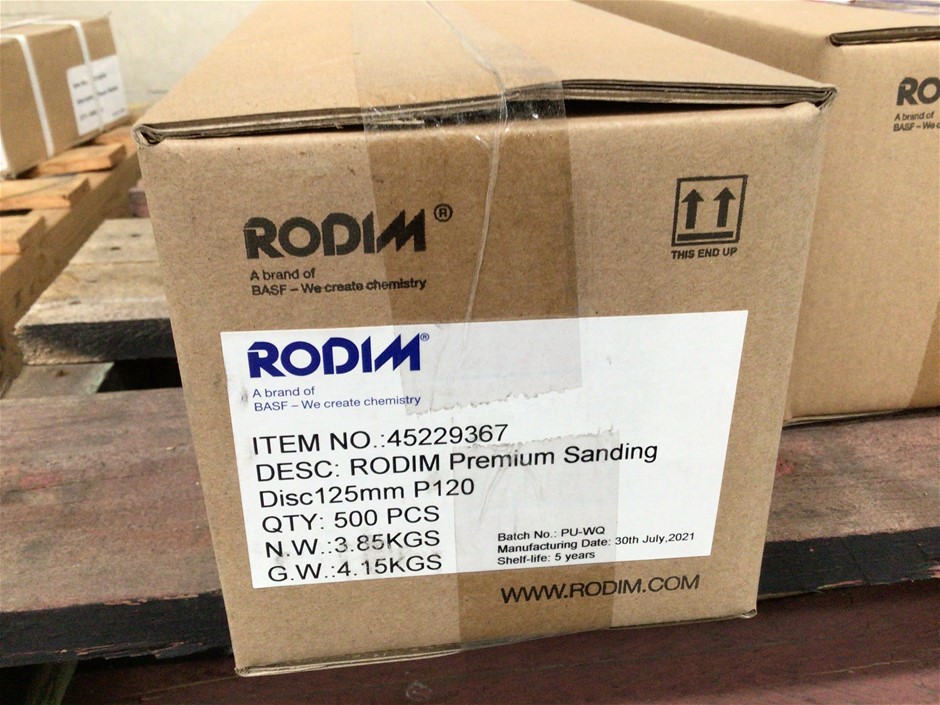 RODIM®
A brand of
BASF – We create chemistry
THIS END UP
RODIM®
A brand of
BASF – We create chemistry
ITEM NO.:45229367
DESC: RODIM Premium Sanding
Disc125mm P120
QTY: 500 PCS
N.W.:3.85KGS
G.W.:4.15KGS
Batch No.: PU-WQ
Manufacturing Date: 30th July,2021
Shelf-life: 5 years
WWW.RODIM.COM
RO
A brand of
BASF – We c